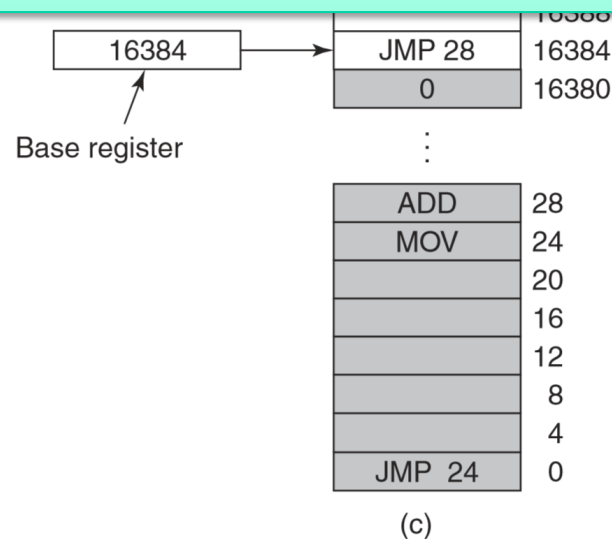 16384 JMP 28 16384
0 16380
Base register
ADD 28
MOV 24
20
16
12
8
4
JMP 24 0
(c)